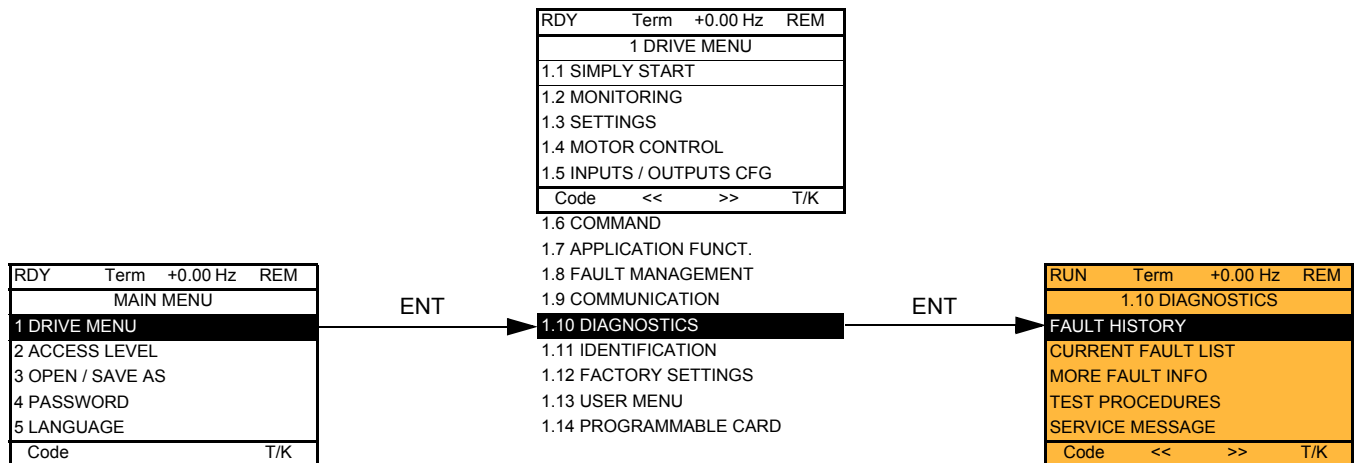 RDY Term +0.00 Hz REM
MAIN MENU
1 DRIVE MENU
2 ACCESS LEVEL
3 OPEN / SAVE AS
4 PASSWORD
5 LANGUAGE
Code T/K
ENT
RDY Term +0.00 Hz REM
1 DRIVE MENU
1.1 SIMPLY START
1.2 MONITORING
1.3 SETTINGS
1.4 MOTOR CONTROL
1.5 INPUTS / OUTPUTS CFG
Code << >> T/K
1.6 COMMAND
1.7 APPLICATION FUNCT.
1.8 FAULT MANAGEMENT
1.9 COMMUNICATION
1.10 DIAGNOSTICS
1.11 IDENTIFICATION
1.12 FACTORY SETTINGS
1.13 USER MENU
1.14 PROGRAMMABLE CARD
ENT
RUN Term +0.00 Hz REM
1.10 DIAGNOSTICS
FAULT HISTORY
CURRENT FAULT LIST
MORE FAULT INFO
TEST PROCEDURES
SERVICE MESSAGE
Code << >> T/K